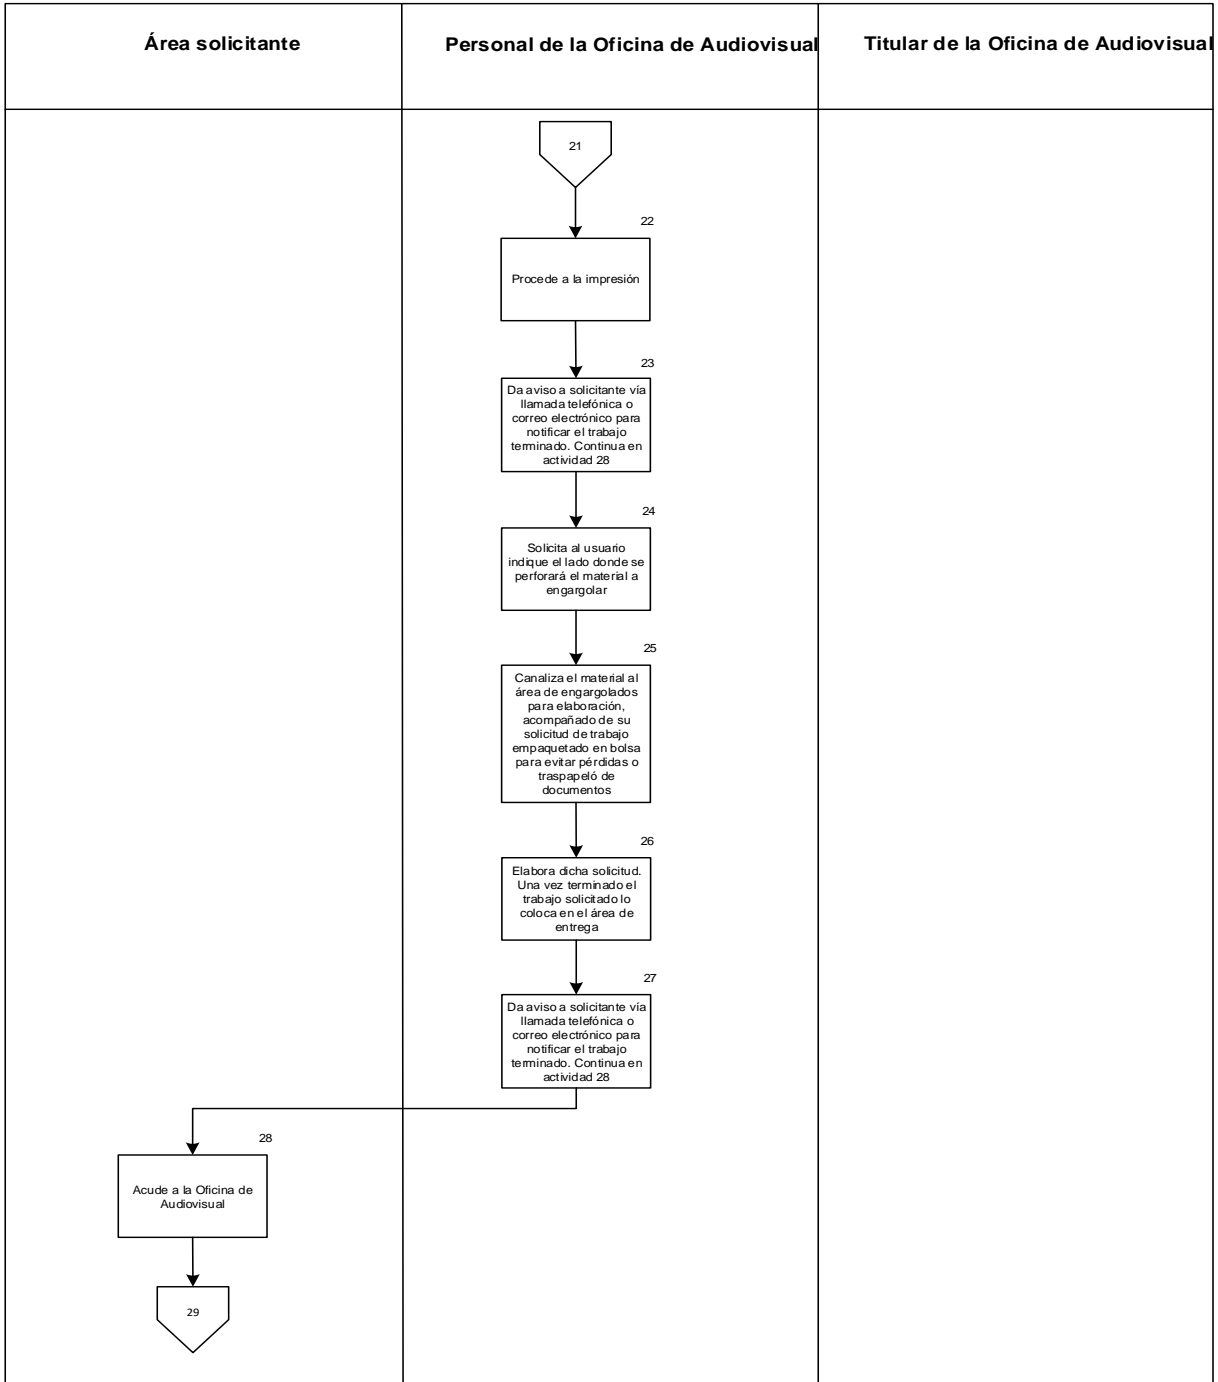 Área solicitante
Personal de la Oficina de Audiovisual
Titular de la Oficina de Audiovisual
21
22
Procede a la impresión
23
Da aviso a solicitante vía
llamada telefónica o
correo electrónico para
notificar el trabajo
terminado. Continua en
actividad 28
24
Solicita al usuario
indique el lado donde se
perforará el material a
engargolar
25
Canaliza el material al
área de engargolados
para elaboración,
acompañado de su
solicitud de trabajo
empaquetado en bolsa
para evitar pérdidas o
traspapeló de
documentos
26
Elabora dicha solicitud.
Una vez terminado el
trabajo solicitado lo
coloca en el área de
entrega
27
Da aviso a solicitante vía
llamada telefónica o
correo electrónico para
notificar el trabajo
terminado. Continua en
actividad 28
28
Acude a la Oficina de
Audiovisual
29